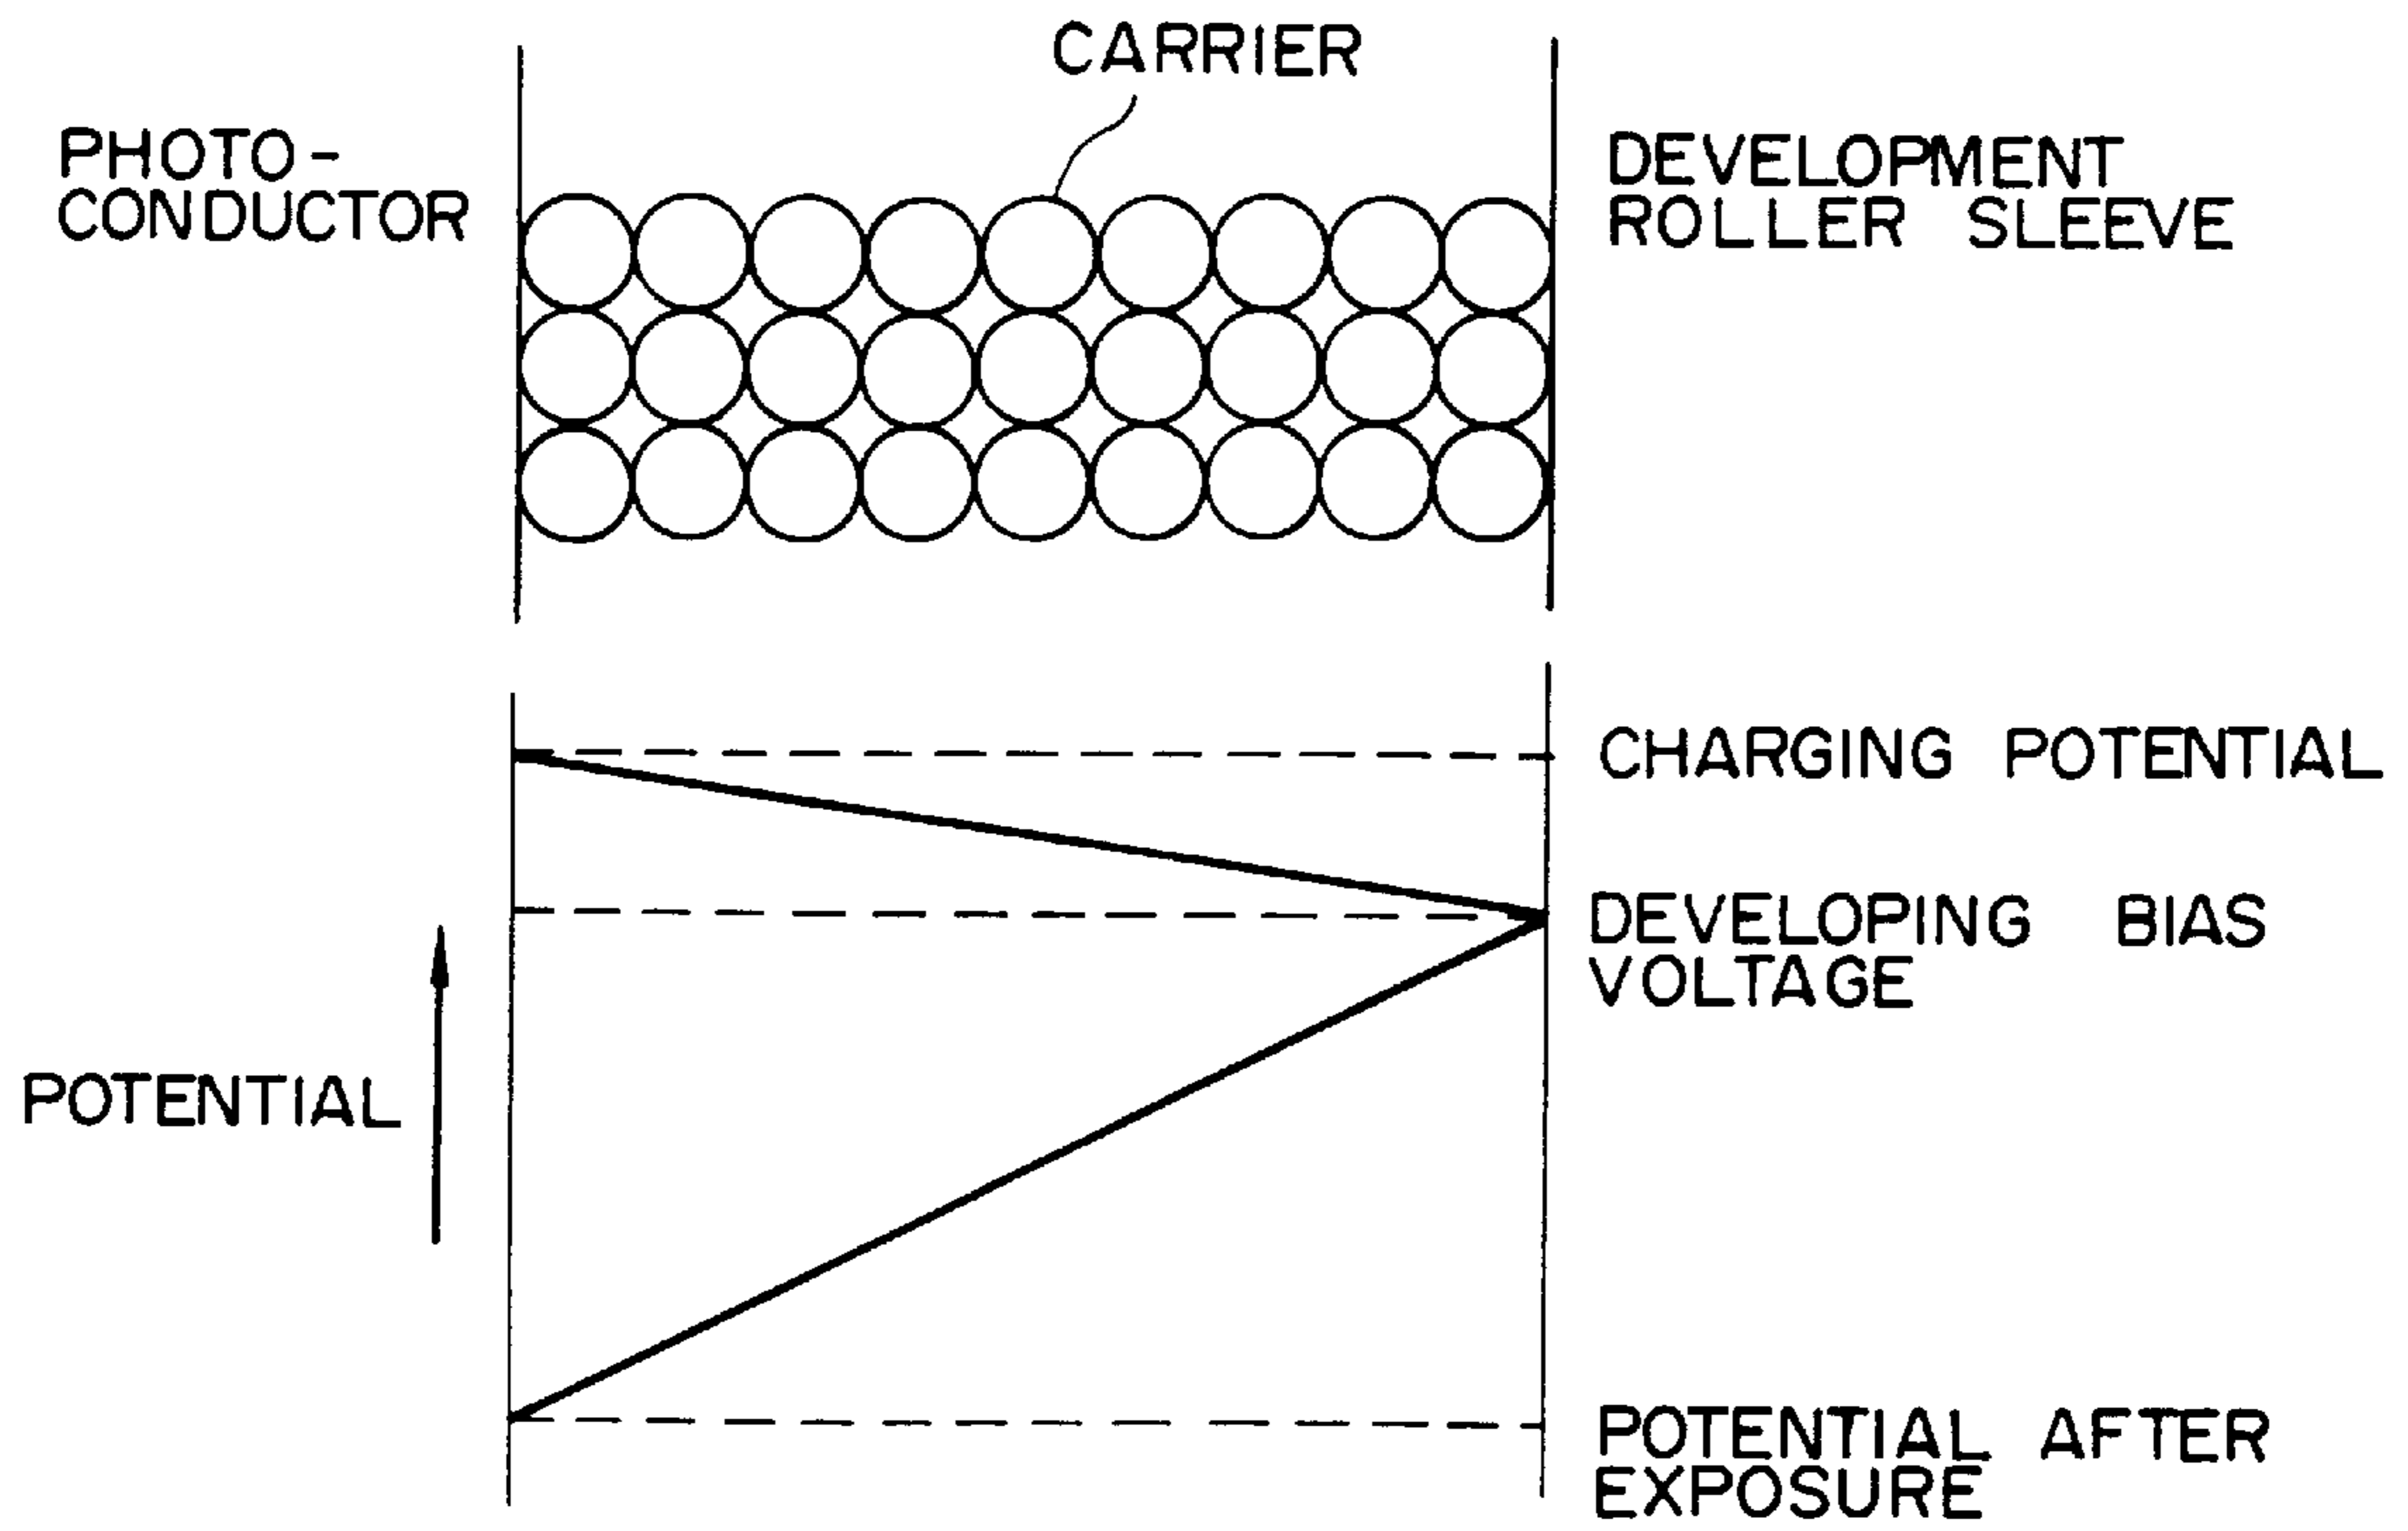 CARRIER
PHOTO-
CONDUCTOR
DEVELOPMENT
ROLLER SLEEVE
CHARGING POTENTIAL
DEVELOPING BIAS
VOLTAGE
POTENTIAL
POTENTIAL AFTER
EXPOSURE